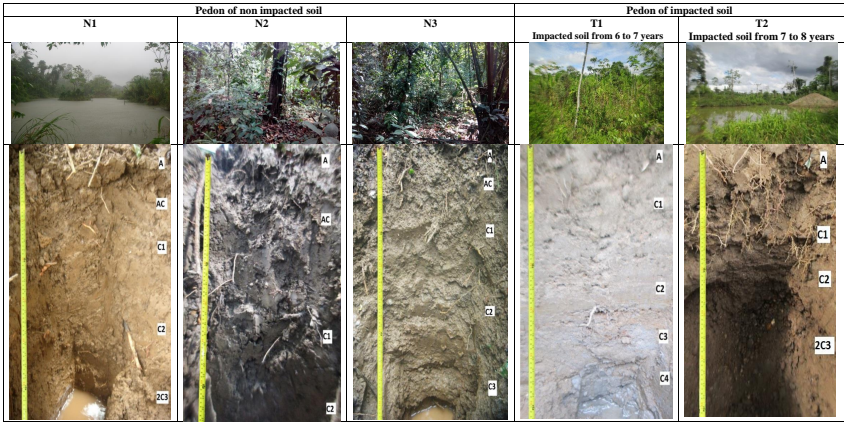 Pedon of non impacted soil
Pedon of impacted soil
N1
N2
N3
T1
Impacted soil from 6 to 7 years
T2
Impacted soil from 7 to 8 years
A
AC
C1
C2
2C3
A
AC
C1
C2
A
AC
C1
C2
C3
A
C1
C2
C3
C4
A
C1
C2
2C3